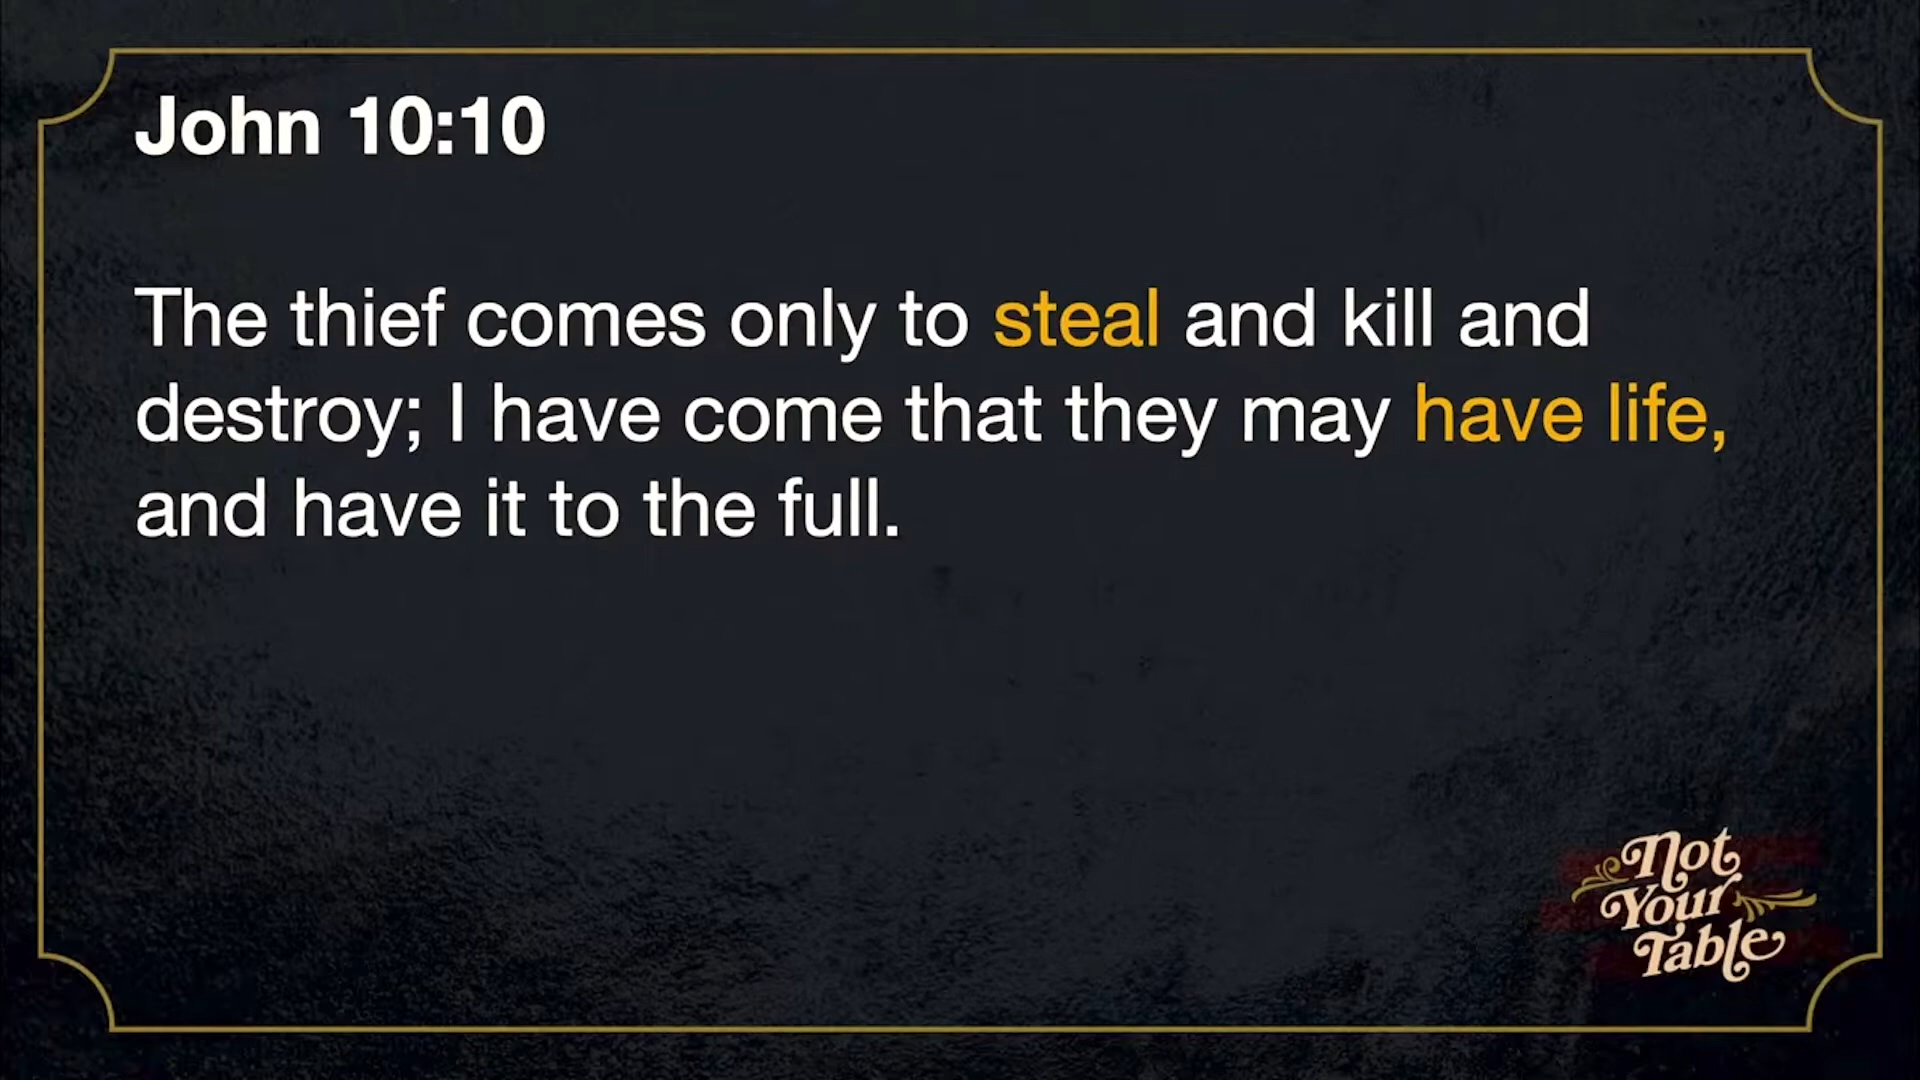 John 10:10
The thief comes only to steal and kill and
destroy; I have come that they may have life,
and have it to the full.
Not
Your
Table